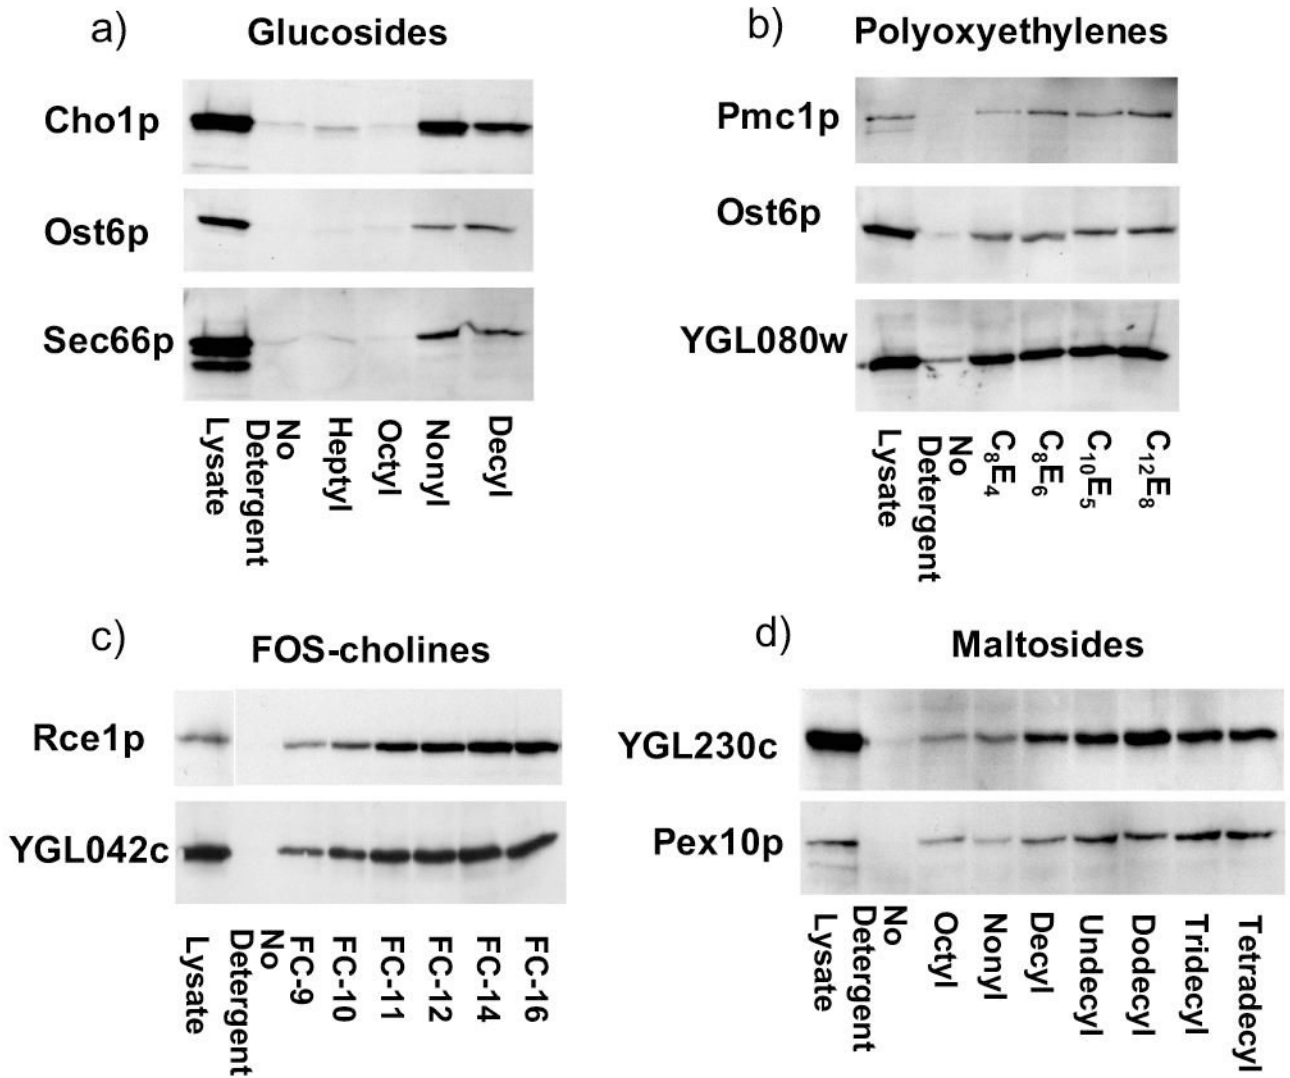 a) Glucosides
Cho1p
Ost6p
Sec66p
Lysate
No
Detergent
Heptyl
Octyl
Nonyl
Decyl
b) Polyoxyethylenes
Pmc1p
Ost6p
YGL080w
Lysate
No
Detergent
C8E4
C8E6
C10E5
C12E8
c) FOS-cholines
Rce1p
YGL042c
Lysate
No
Detergent
FC-9
FC-10
FC-11
FC-12
FC-14
FC-16
d) Maltosides
YGL230c
Pex10p
Lysate
No
Detergent
Octyl
Nonyl
Decyl
Undecyl
Dodecyl
Tridecyl
Tetradecyl